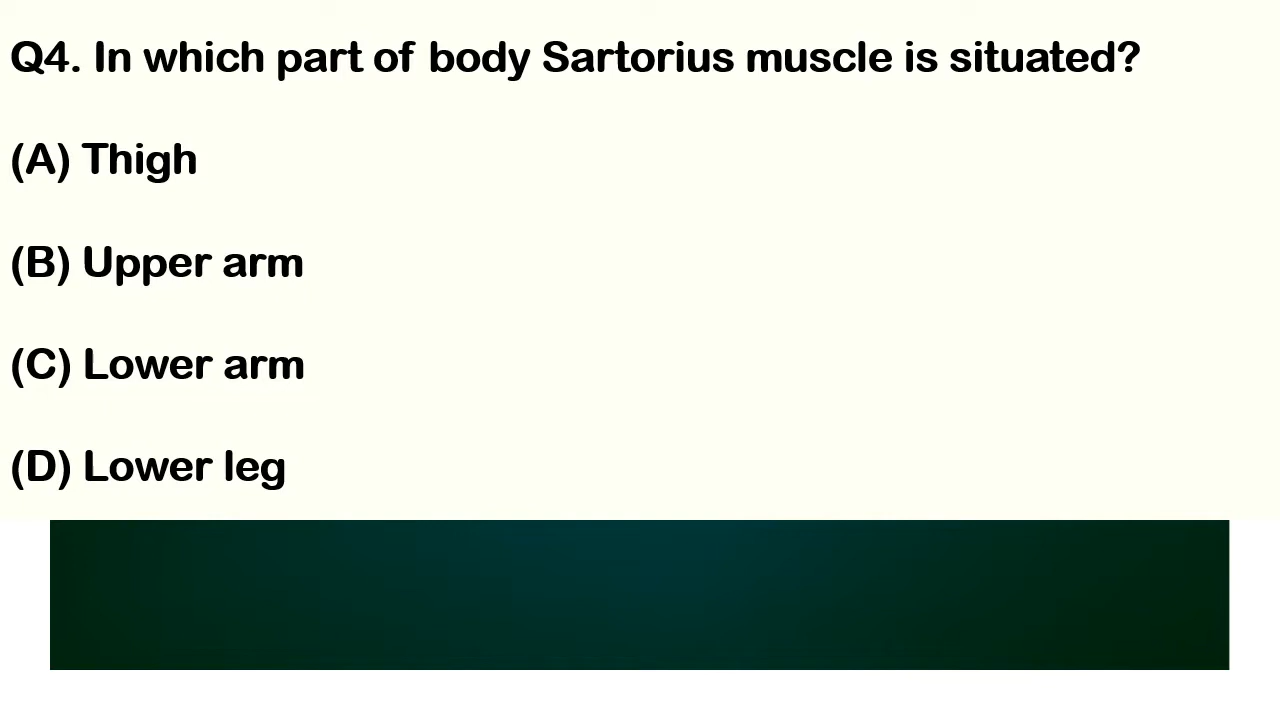 Q4. In which part of body Sartorius muscle is situated?
(A) Thigh
(B) Upper arm
(C) Lower arm
(D) Lower leg